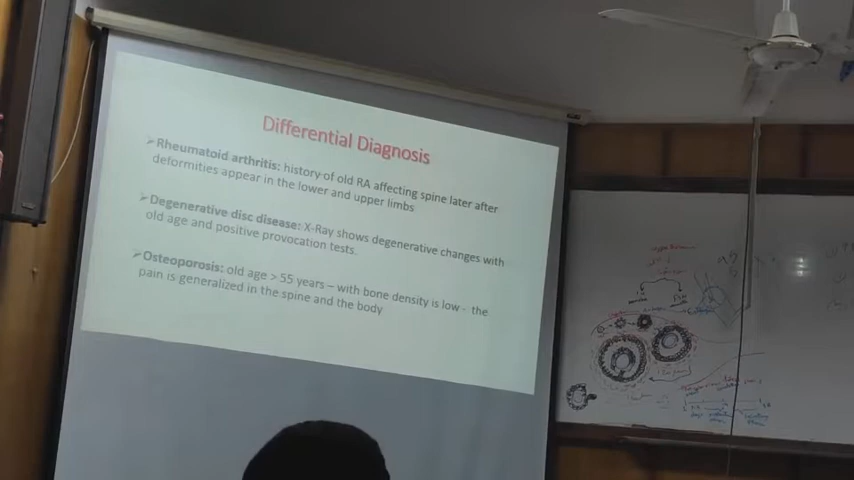 Differential Diagnosis
➢Rheumatoid arthritis: history of old RA affecting spine later after
deformities appear in the lower and upper limbs
➢Degenerative disc disease: X-Ray shows degenerative changes with
old age and positive provocation tests.
➢Osteoporosis: old age > 55 years – with bone density is low - the
pain is generalized in the spine and the body